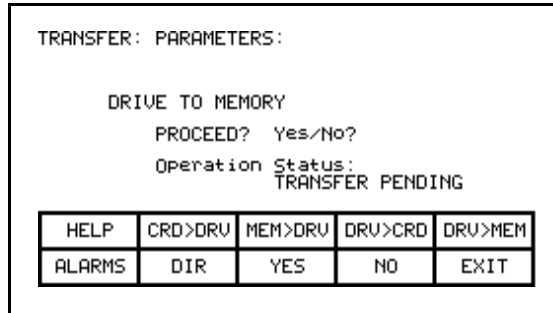 TRANSFER: PARAMETERS:
DRIVE TO MEMORY
PROCEED? Yes/No?
Operation Status:
TRANSFER PENDING
HELP CRD>DRV MEM>DRV DRV>CRD DRV>MEM
ALARMS DIR YES NO EXIT